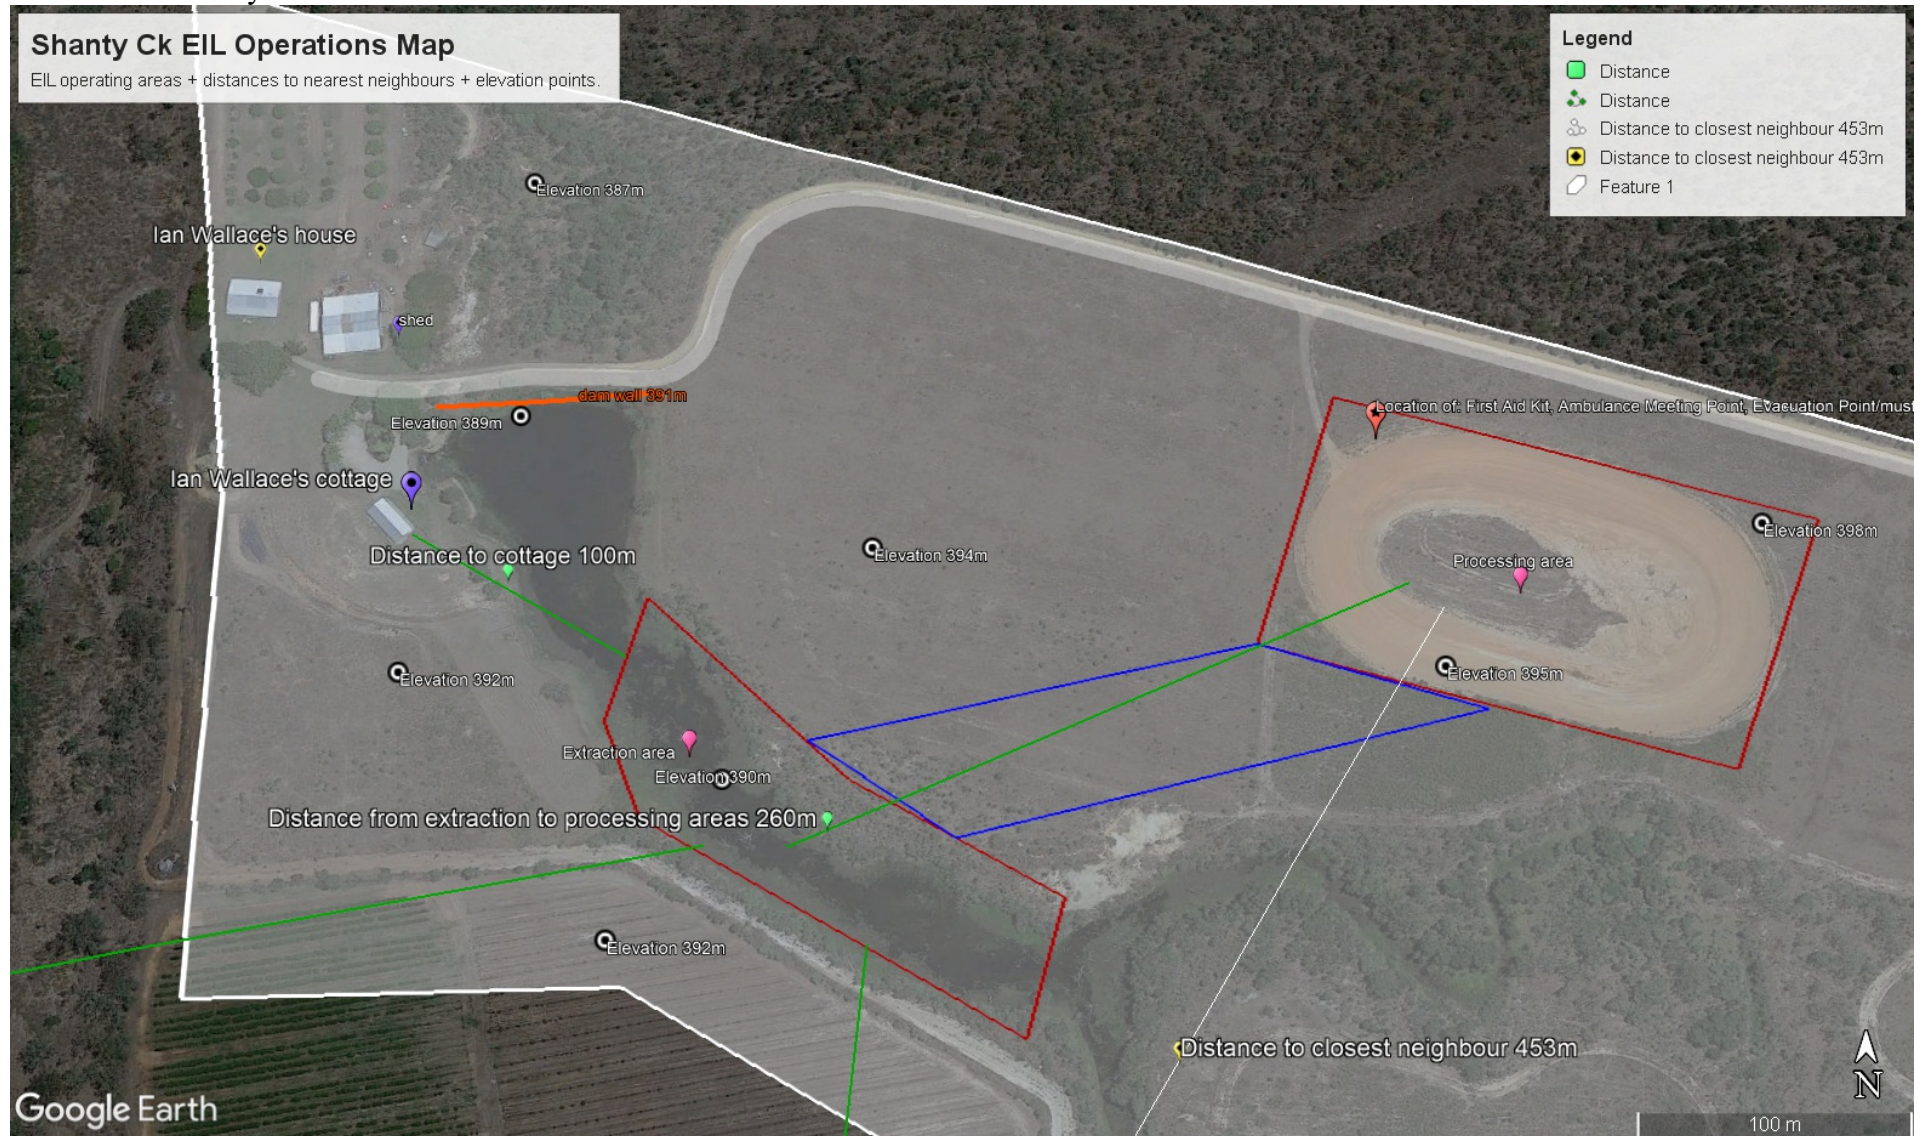 Shanty Ck EIL Operations Map
EIL operating areas + distances to nearest neighbours + elevation points.
Legend
Distance
Distance
Distance to closest neighbour 453m
Distance to closest neighbour 453m
Feature 1
Elevation 387m
Ian Wallace's house
shed
dam wall 391m
Elevation 389m
Location of: First Aid Kit, Ambulance Meeting Point, Evacuation Point/must
Ian Wallace's cottage
Elevation 398m
Distance to cottage 100m
Elevation 394m
Processing area
Elevation 392m
Elevation 395m
Extraction area
Elevation 390m
Distance from extraction to processing areas 260m
Elevation 392m
Distance to closest neighbour 453m
N
Google Earth
100 m